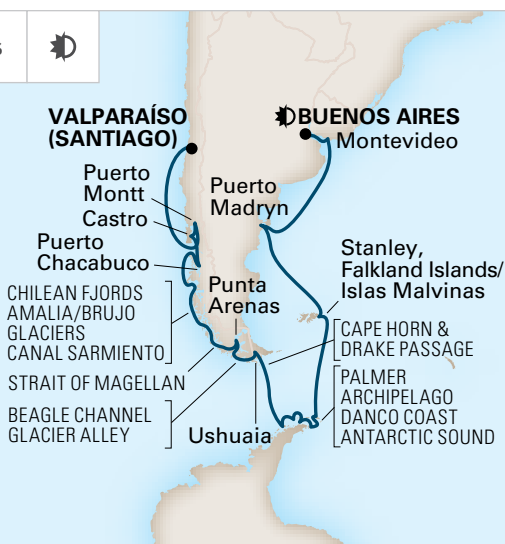 s
VALPARAÍSO
(SANTIAGO)
BUENOS AIRES
Montevideo
Puerto
Montt
Castro
Puerto
Chacabuco
Puerto
Madryn
Stanley,
Falkland Islands/
Islas Malvinas
CHILEAN FJORDS
AMALIA/BRUJO
GLACIERS
CANAL SARMIENTO
Punta
Arenas
CAPE HORN &
DRAKE PASSAGE
STRAIT OF MAGELLAN
BEAGLE CHANNEL
GLACIER ALLEY
Ushuaia
PALMER
ARCHIPELAGO
DANCO COAST
ANTARCTIC SOUND